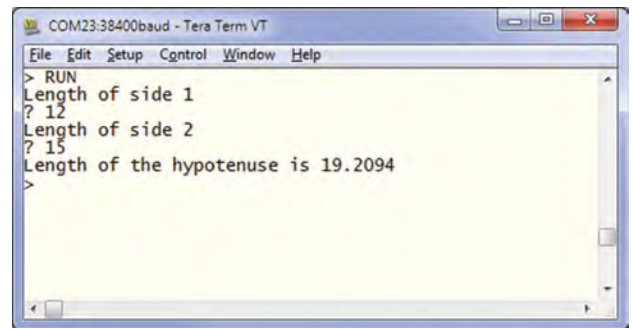 COM23:38400baud - Tera Term VT
File Edit Setup Control Window Help
> RUN
Length of side 1
? 12
Length of side 2
? 15
Length of the hypotenuse is 19.2094
>